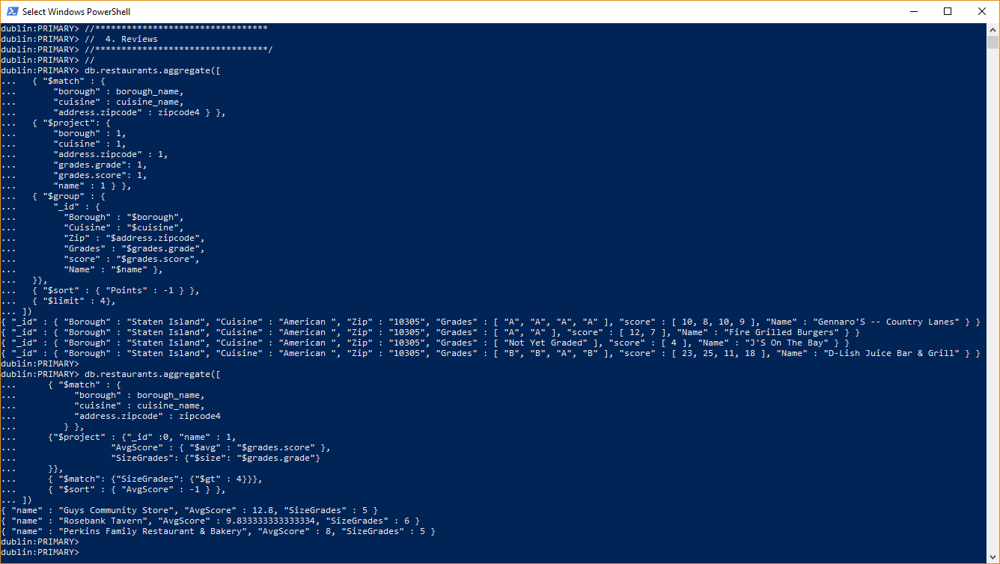 Select Windows PowerShell
dublin:PRIMARY> //*********************************
dublin:PRIMARY> //  4. Reviews
dublin:PRIMARY> //*********************************/
dublin:PRIMARY> //
dublin:PRIMARY> db.restaurants.aggregate([
...   { "$match" : {
...       "borough" : borough_name,
...       "cuisine" : cuisine_name,
...       "address.zipcode" : zipcode4 } },
...   { "$project": {
...       "borough" : 1,
...       "cuisine" : 1,
...       "address.zipcode" : 1,
...       "grades.grade": 1,
...       "grades.score": 1,
...       "name" : 1 } },
...   { "$group" : {
...       "_id" : {
...         "Borough" : "$borough",
...         "Cuisine" : "$cuisine",
...         "Zip" : "$address.zipcode",
...         "Grades" : "$grades.grade",
...         "score" : "$grades.score",
...         "Name" : "$name" },
...   }},
...   { "$sort" : { "Points" : -1 } },
...   { "$limit" : 4},
... ])
{ "_id" : { "Borough" : "Staten Island", "Cuisine" : "American ", "Zip" : "10305", "Grades" : [ "A", "A", "A", "A" ], "score" : [ 10, 8, 10, 9 ], "Name" : "Gennaro'S -- Country Lanes" } }
{ "_id" : { "Borough" : "Staten Island", "Cuisine" : "American ", "Zip" : "10305", "Grades" : [ "A", "A" ], "score" : [ 12, 7 ], "Name" : "Fire Grilled Burgers" } }
{ "_id" : { "Borough" : "Staten Island", "Cuisine" : "American ", "Zip" : "10305", "Grades" : [ "Not Yet Graded" ], "score" : [ 4 ], "Name" : "J'S On The Bay" } }
{ "_id" : { "Borough" : "Staten Island", "Cuisine" : "American ", "Zip" : "10305", "Grades" : [ "B", "B", "A", "B" ], "score" : [ 23, 25, 11, 18 ], "Name" : "D-Lish Juice Bar & Grill" } }
dublin:PRIMARY>
dublin:PRIMARY> db.restaurants.aggregate([
...      { "$match" : {
...           "borough" : borough_name,
...           "cuisine" : cuisine_name,
...           "address.zipcode" : zipcode4
...         } },
...      {"$project" : {"_id" :0, "name" : 1,
...                  "AvgScore" : { "$avg" : "$grades.score" },
...                  "SizeGrades": {"$size": "$grades.grade"}
...      }},
...      { "$match": {"SizeGrades": {"$gt" : 4}}},
...      { "$sort" : { "AvgScore" : -1 } },
... ])
{ "name" : "Guys Community Store", "AvgScore" : 12.8, "SizeGrades" : 5 }
{ "name" : "Rosebank Tavern", "AvgScore" : 9.833333333333334, "SizeGrades" : 6 }
{ "name" : "Perkins Family Restaurant & Bakery", "AvgScore" : 8, "SizeGrades" : 5 }
dublin:PRIMARY>
dublin:PRIMARY>